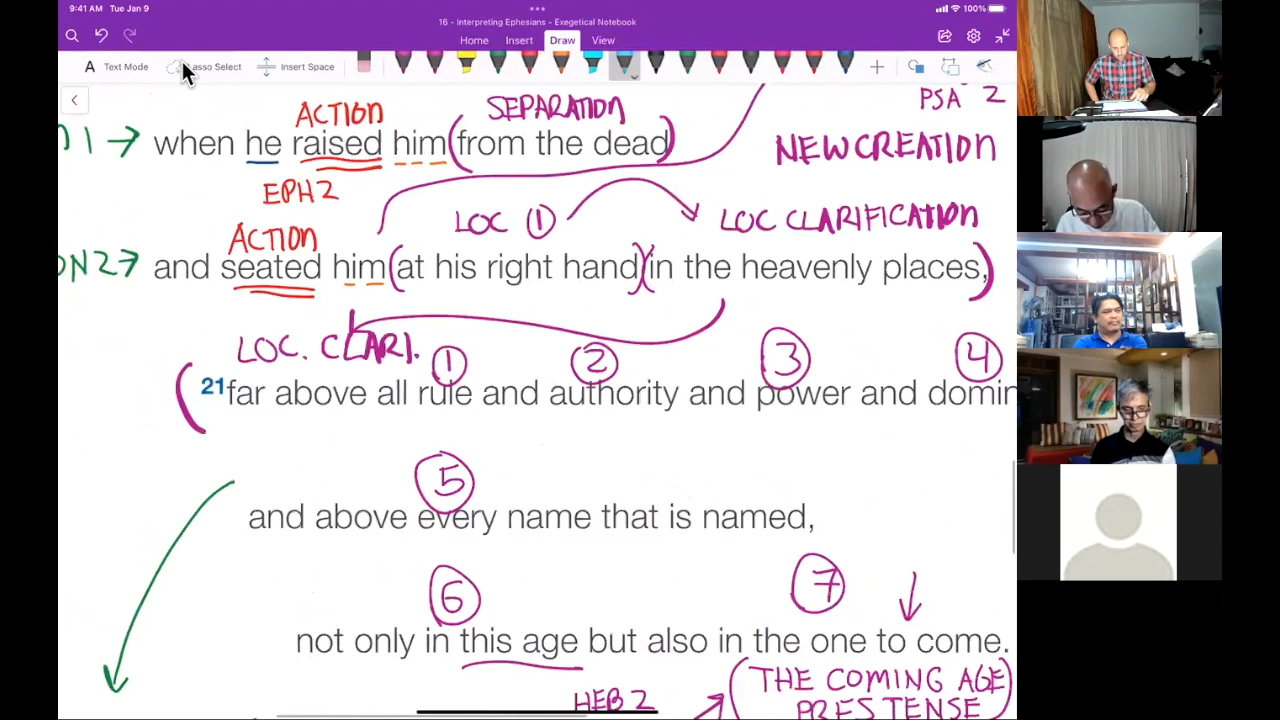 9:41 AM Tue Jan 9
100%
16 - Interpreting Ephesians - Exegetical Notebook
Home Insert Draw View
A Text Mode Lasso Select Insert Space
PSA 2
ACTION SEPARATION
when he raised him (from the dead)
NEW CREATION
EPH 2
LOC 1 LOC CLARIFICATION
ACTION
and seated him (at his right hand)(in the heavenly places,)
LOC. CLARI.
1 2 3 4
(21 far above all rule and authority and power and domin
5
and above every name that is named,
6 7
not only in this age but also in the one to come.
HEB 2 (THE COMING AGE)
PRES TENSE